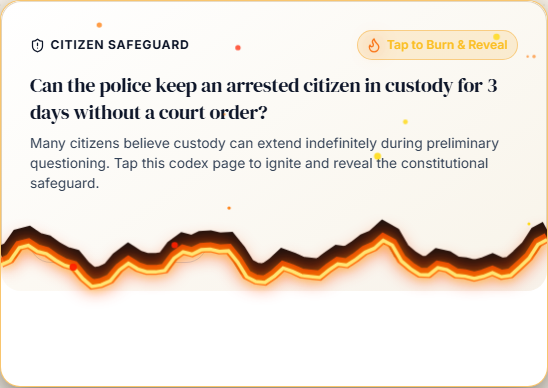 CITIZEN SAFEGUARD
Tap to Burn & Reveal
Can the police keep an arrested citizen in custody for 3
days without a court order?
Many citizens believe custody can extend indefinitely during preliminary
questioning. Tap this codex page to ignite and reveal the constitutional
safeguard.